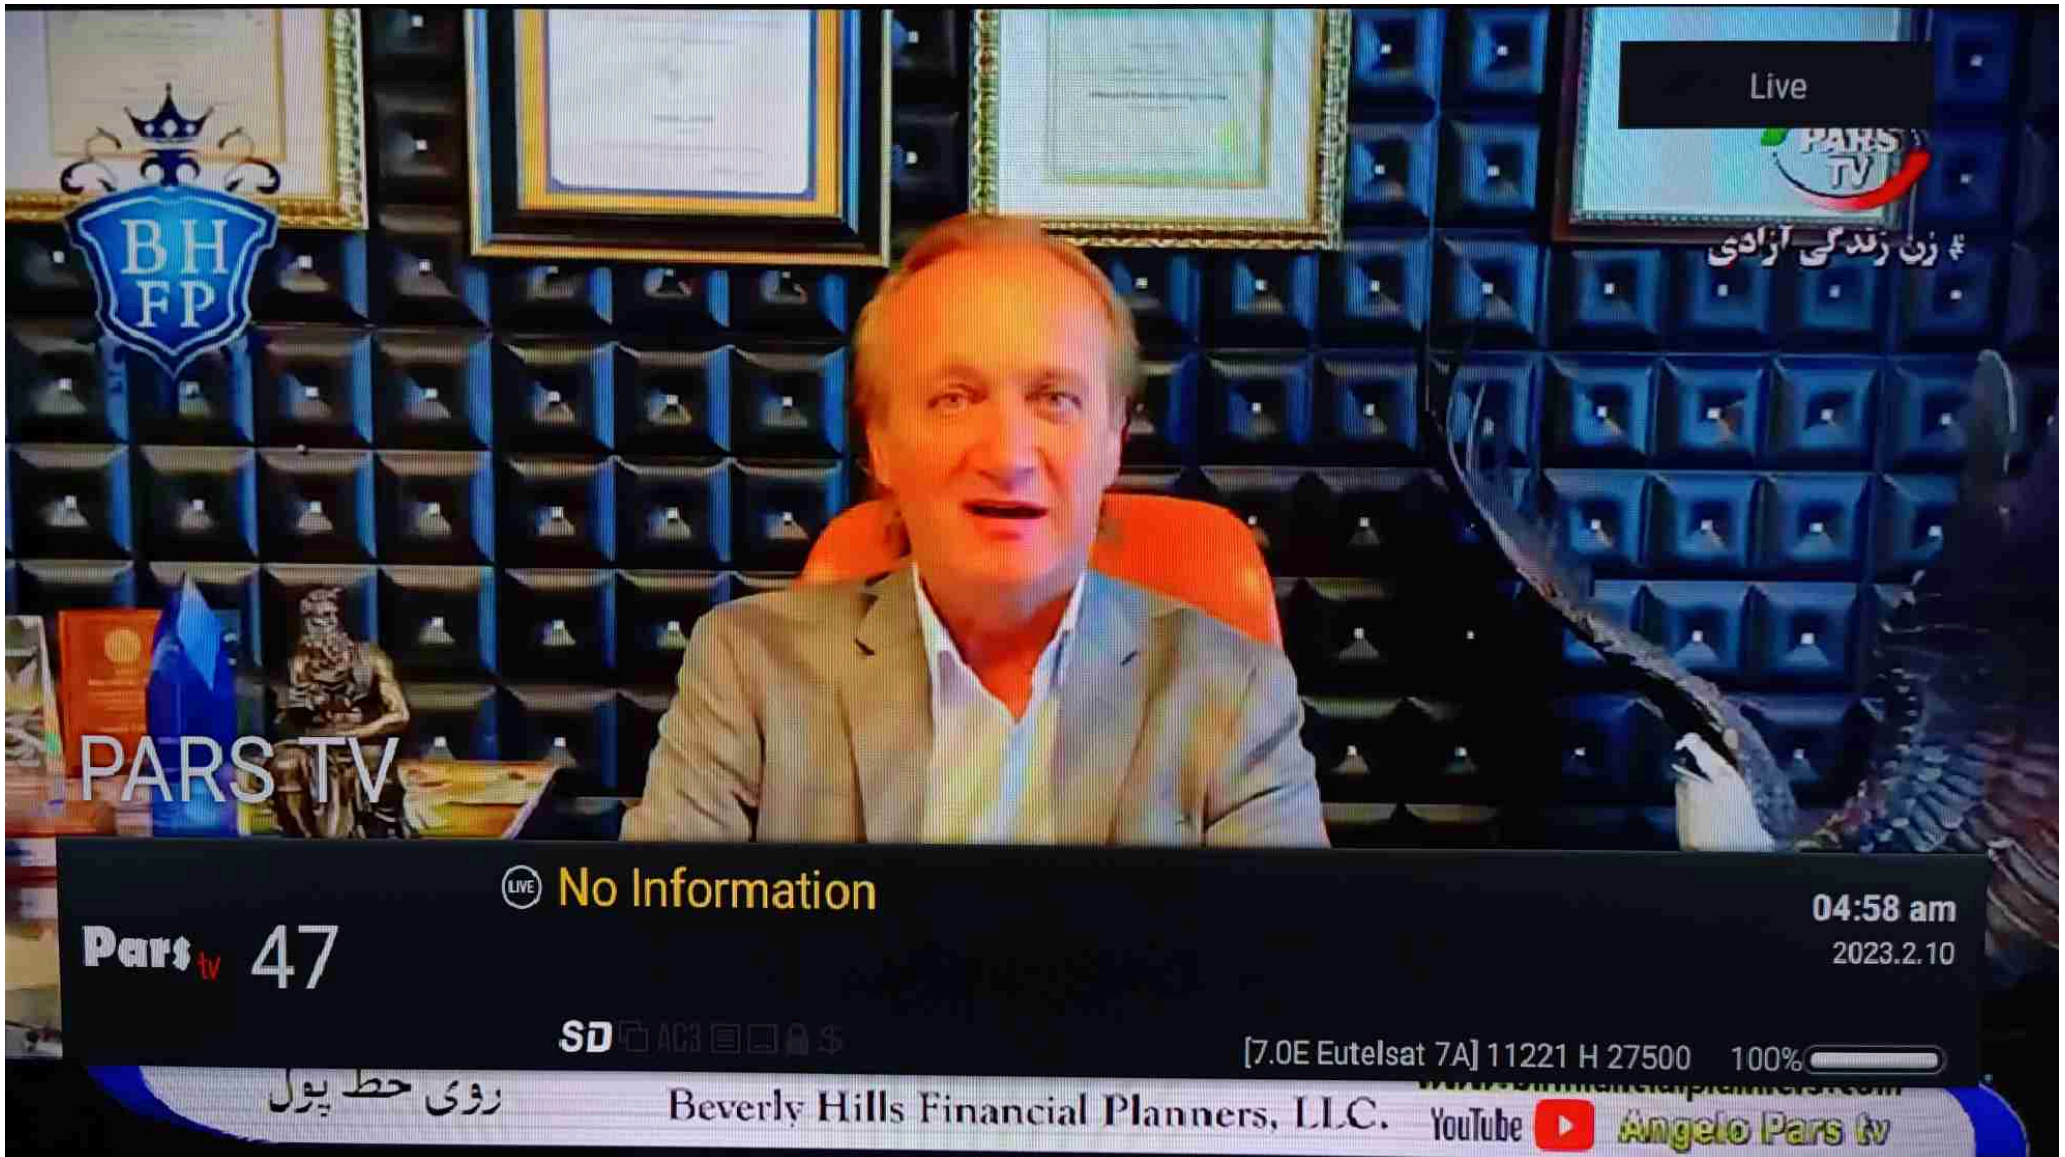 Live
PARS
TV
# زن زندگی آزادی
BH
FP
PARS TV
LIVE No Information
04:58 am
2023.2.10
Pars tv 47
SD AC3 $
[7.0E Eutelsat 7A] 11221 H 27500 100%
روی خط پول
Beverly Hills Financial Planners, LLC.
YouTube Angelo Pars tv